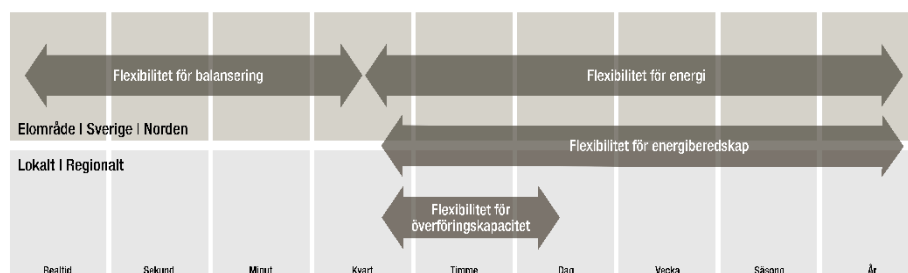 Flexibilitet för balansering
Flexibilitet för energi
Elområde I Sverige I Norden
Flexibilitet för energiberedskap
Lokalt I Regionalt
Flexibilitet för
överföringskapacitet
Realtid Sekund Minut Kvart Timme Dag Vecka Säsong År